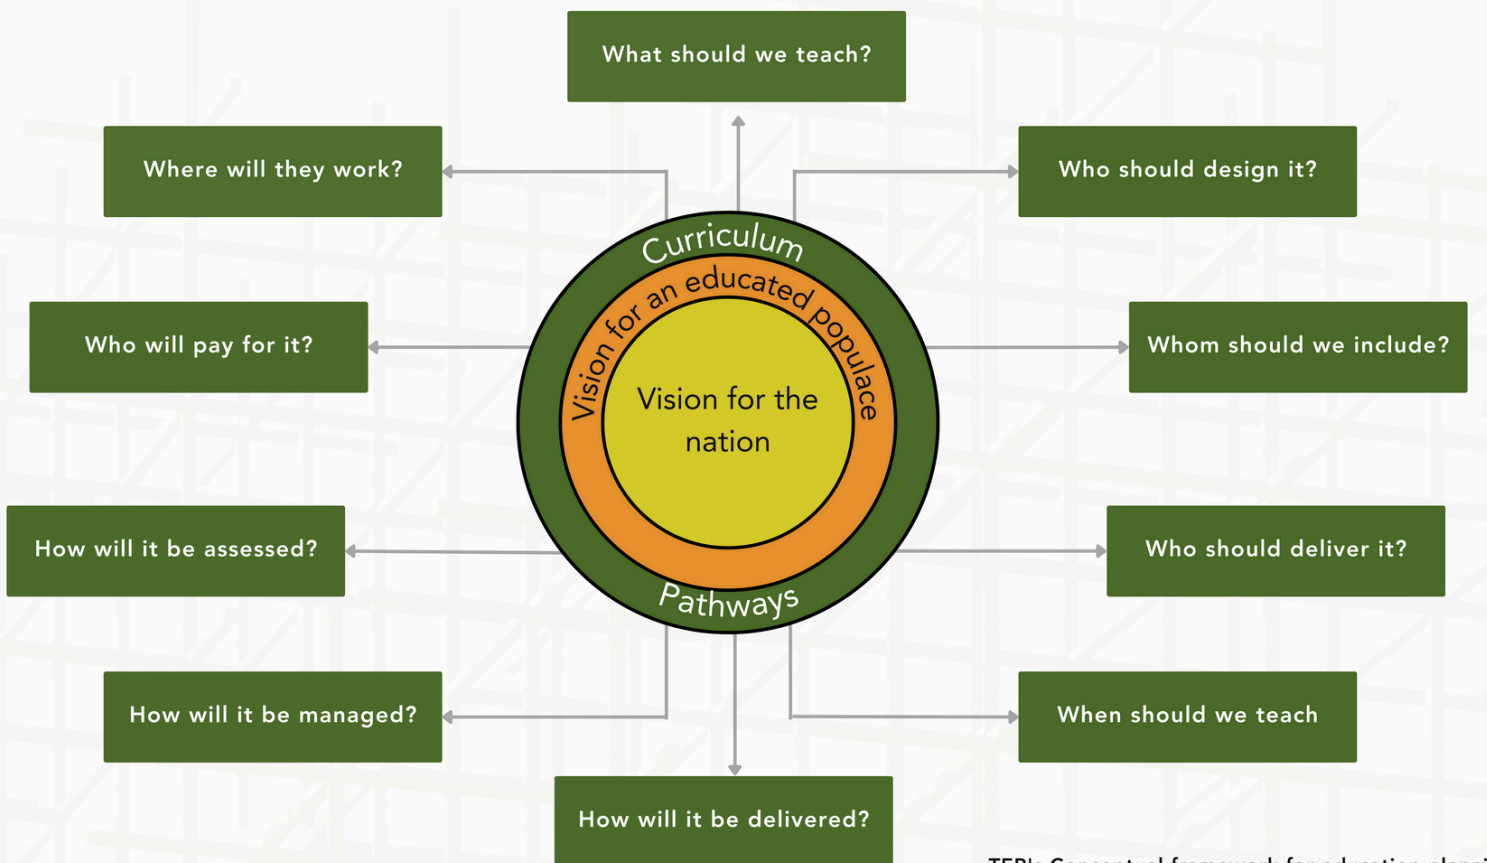 What should we teach?
Where will they work?
Who should design it?
Curriculum
Vision for an educated populace
Who will pay for it?
Whom should we include?
Vision for the
nation
How will it be assessed?
Who should deliver it?
Pathways
How will it be managed?
When should we teach
How will it be delivered?